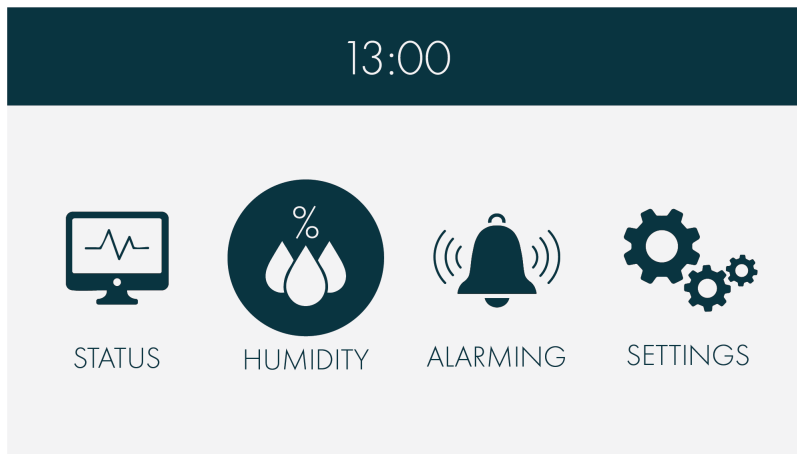 13:00
%
STATUS
HUMIDITY
ALARMING
SETTINGS